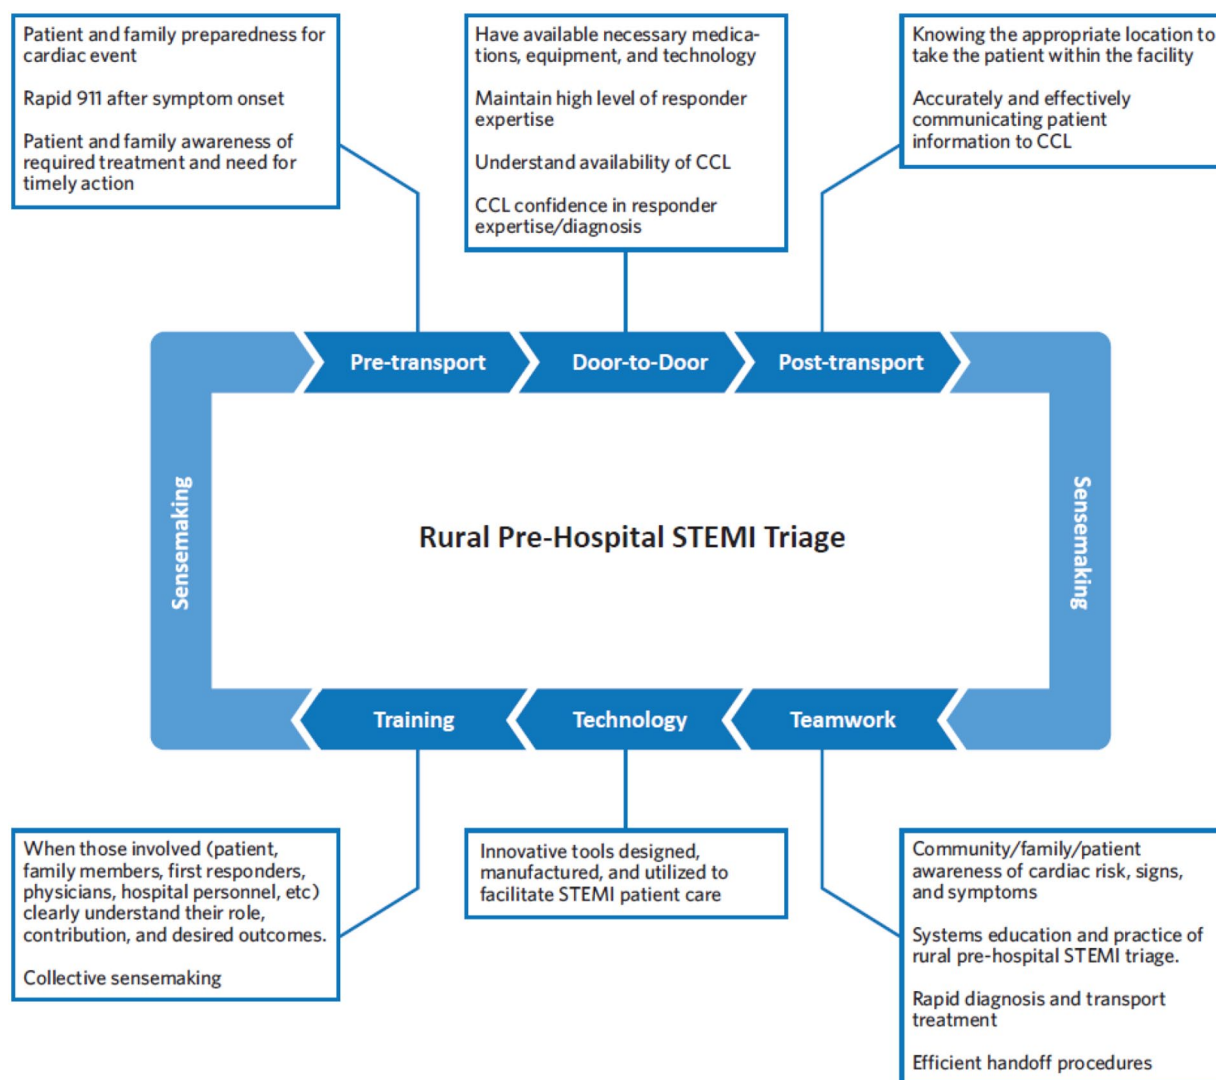 Patient and family preparedness for
cardiac event
Rapid 911 after symptom onset
Patient and family awareness of
required treatment and need for
timely action
Have available necessary medica-
tions, equipment, and technology
Maintain high level of responder
expertise
Understand availability of CCL
CCL confidence in responder
expertise/diagnosis
Knowing the appropriate location to
take the patient within the facility
Accurately and effectively
communicating patient
information to CCL
Pre-transport
Door-to-Door
Post-transport
Sensemaking
Rural Pre-Hospital STEMI Triage
Sensemaking
Training
Technology
Teamwork
When those involved (patient,
family members, first responders,
physicians, hospital personnel, etc)
clearly understand their role,
contribution, and desired outcomes.
Collective sensemaking
Innovative tools designed,
manufactured, and utilized to
facilitate STEMI patient care
Community/family/patient
awareness of cardiac risk, signs,
and symptoms
Systems education and practice of
rural pre-hospital STEMI triage.
Rapid diagnosis and transport
treatment
Efficient handoff procedures